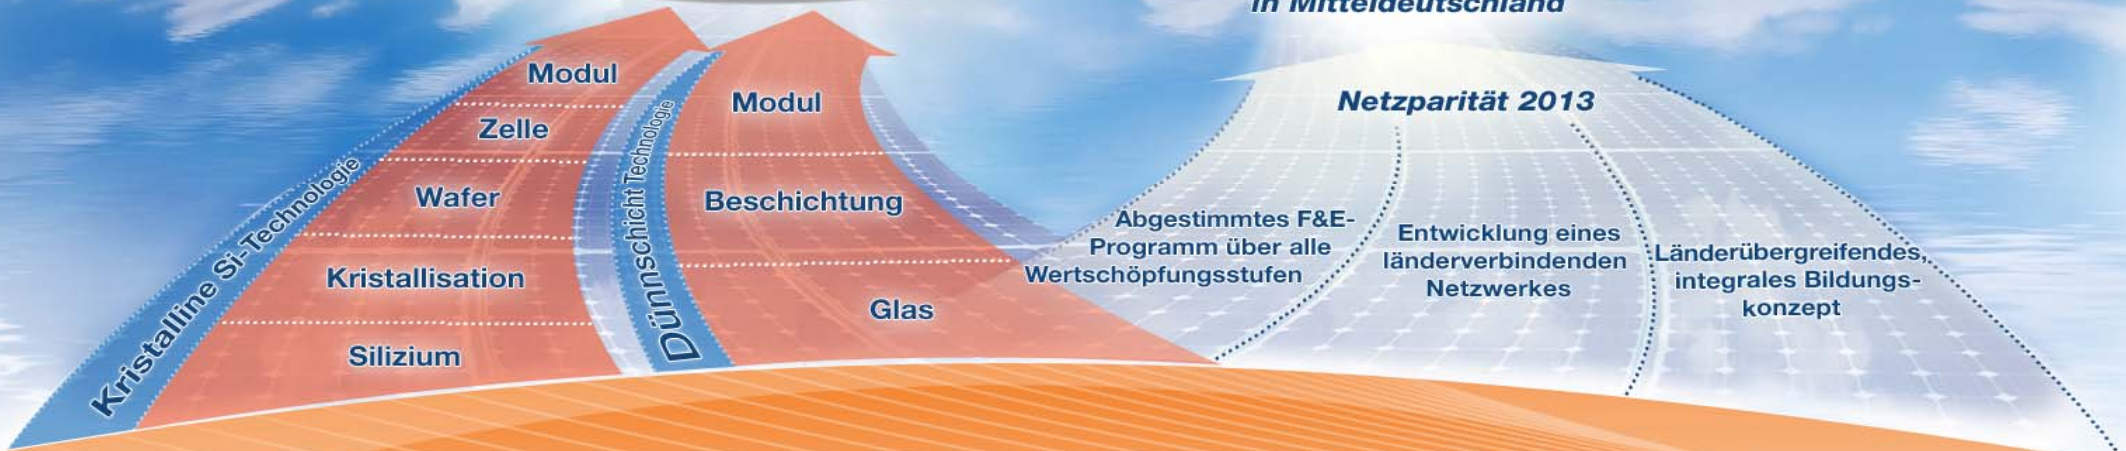 in Mitteldeutschland
Kristalline Si-Technologie
Modul
Zelle
Wafer
Kristallisation
Silizium
Dünnschicht Technologie
Modul
Beschichtung
Glas
Netzparität 2013
Abgestimmtes F&E-
Programm über alle
Wertschöpfungsstufen
Entwicklung eines
länderverbindenden
Netzwerkes
Länderübergreifendes,
integrales Bildungs-
konzept